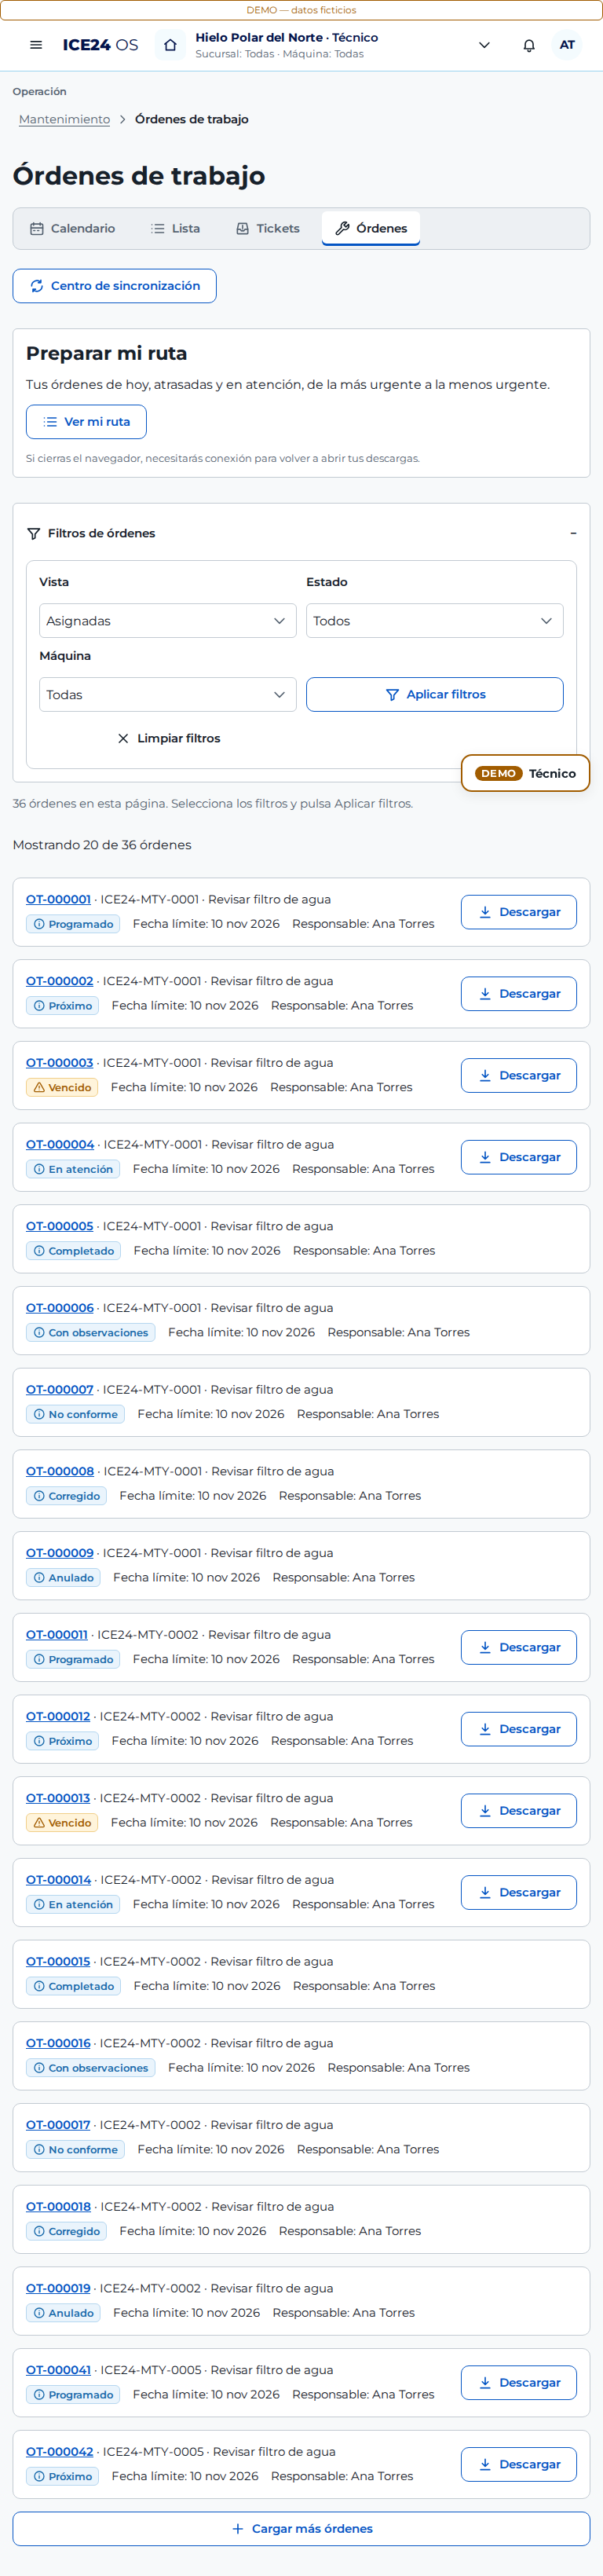 DEMO — datos ficticios
ICE24 OS
Hielo Polar del Norte · Técnico
Sucursal: Todas · Máquina: Todas
AT
Operación
Mantenimiento > Órdenes de trabajo
Órdenes de trabajo
Calendario Lista Tickets Órdenes
Centro de sincronización
Preparar mi ruta
Tus órdenes de hoy, atrasadas y en atención, de la más urgente a la menos urgente.
Ver mi ruta
Si cierras el navegador, necesitarás conexión para volver a abrir tus descargas.
Filtros de órdenes −
Vista Estado
Asignadas Todos
Máquina
Todas Aplicar filtros
Limpiar filtros
DEMO Técnico
36 órdenes en esta página. Selecciona los filtros y pulsa Aplicar filtros.
Mostrando 20 de 36 órdenes
OT-000001 · ICE24-MTY-0001 · Revisar filtro de agua
Programado Fecha límite: 10 nov 2026 Responsable: Ana Torres
Descargar
OT-000002 · ICE24-MTY-0001 · Revisar filtro de agua
Próximo Fecha límite: 10 nov 2026 Responsable: Ana Torres
Descargar
OT-000003 · ICE24-MTY-0001 · Revisar filtro de agua
Vencido Fecha límite: 10 nov 2026 Responsable: Ana Torres
Descargar
OT-000004 · ICE24-MTY-0001 · Revisar filtro de agua
En atención Fecha límite: 10 nov 2026 Responsable: Ana Torres
Descargar
OT-000005 · ICE24-MTY-0001 · Revisar filtro de agua
Completado Fecha límite: 10 nov 2026 Responsable: Ana Torres
OT-000006 · ICE24-MTY-0001 · Revisar filtro de agua
Con observaciones Fecha límite: 10 nov 2026 Responsable: Ana Torres
OT-000007 · ICE24-MTY-0001 · Revisar filtro de agua
No conforme Fecha límite: 10 nov 2026 Responsable: Ana Torres
OT-000008 · ICE24-MTY-0001 · Revisar filtro de agua
Corregido Fecha límite: 10 nov 2026 Responsable: Ana Torres
OT-000009 · ICE24-MTY-0001 · Revisar filtro de agua
Anulado Fecha límite: 10 nov 2026 Responsable: Ana Torres
OT-000011 · ICE24-MTY-0002 · Revisar filtro de agua
Programado Fecha límite: 10 nov 2026 Responsable: Ana Torres
Descargar
OT-000012 · ICE24-MTY-0002 · Revisar filtro de agua
Próximo Fecha límite: 10 nov 2026 Responsable: Ana Torres
Descargar
OT-000013 · ICE24-MTY-0002 · Revisar filtro de agua
Vencido Fecha límite: 10 nov 2026 Responsable: Ana Torres
Descargar
OT-000014 · ICE24-MTY-0002 · Revisar filtro de agua
En atención Fecha límite: 10 nov 2026 Responsable: Ana Torres
Descargar
OT-000015 · ICE24-MTY-0002 · Revisar filtro de agua
Completado Fecha límite: 10 nov 2026 Responsable: Ana Torres
OT-000016 · ICE24-MTY-0002 · Revisar filtro de agua
Con observaciones Fecha límite: 10 nov 2026 Responsable: Ana Torres
OT-000017 · ICE24-MTY-0002 · Revisar filtro de agua
No conforme Fecha límite: 10 nov 2026 Responsable: Ana Torres
OT-000018 · ICE24-MTY-0002 · Revisar filtro de agua
Corregido Fecha límite: 10 nov 2026 Responsable: Ana Torres
OT-000019 · ICE24-MTY-0002 · Revisar filtro de agua
Anulado Fecha límite: 10 nov 2026 Responsable: Ana Torres
OT-000041 · ICE24-MTY-0005 · Revisar filtro de agua
Programado Fecha límite: 10 nov 2026 Responsable: Ana Torres
Descargar
OT-000042 · ICE24-MTY-0005 · Revisar filtro de agua
Próximo Fecha límite: 10 nov 2026 Responsable: Ana Torres
Descargar
+ Cargar más órdenes